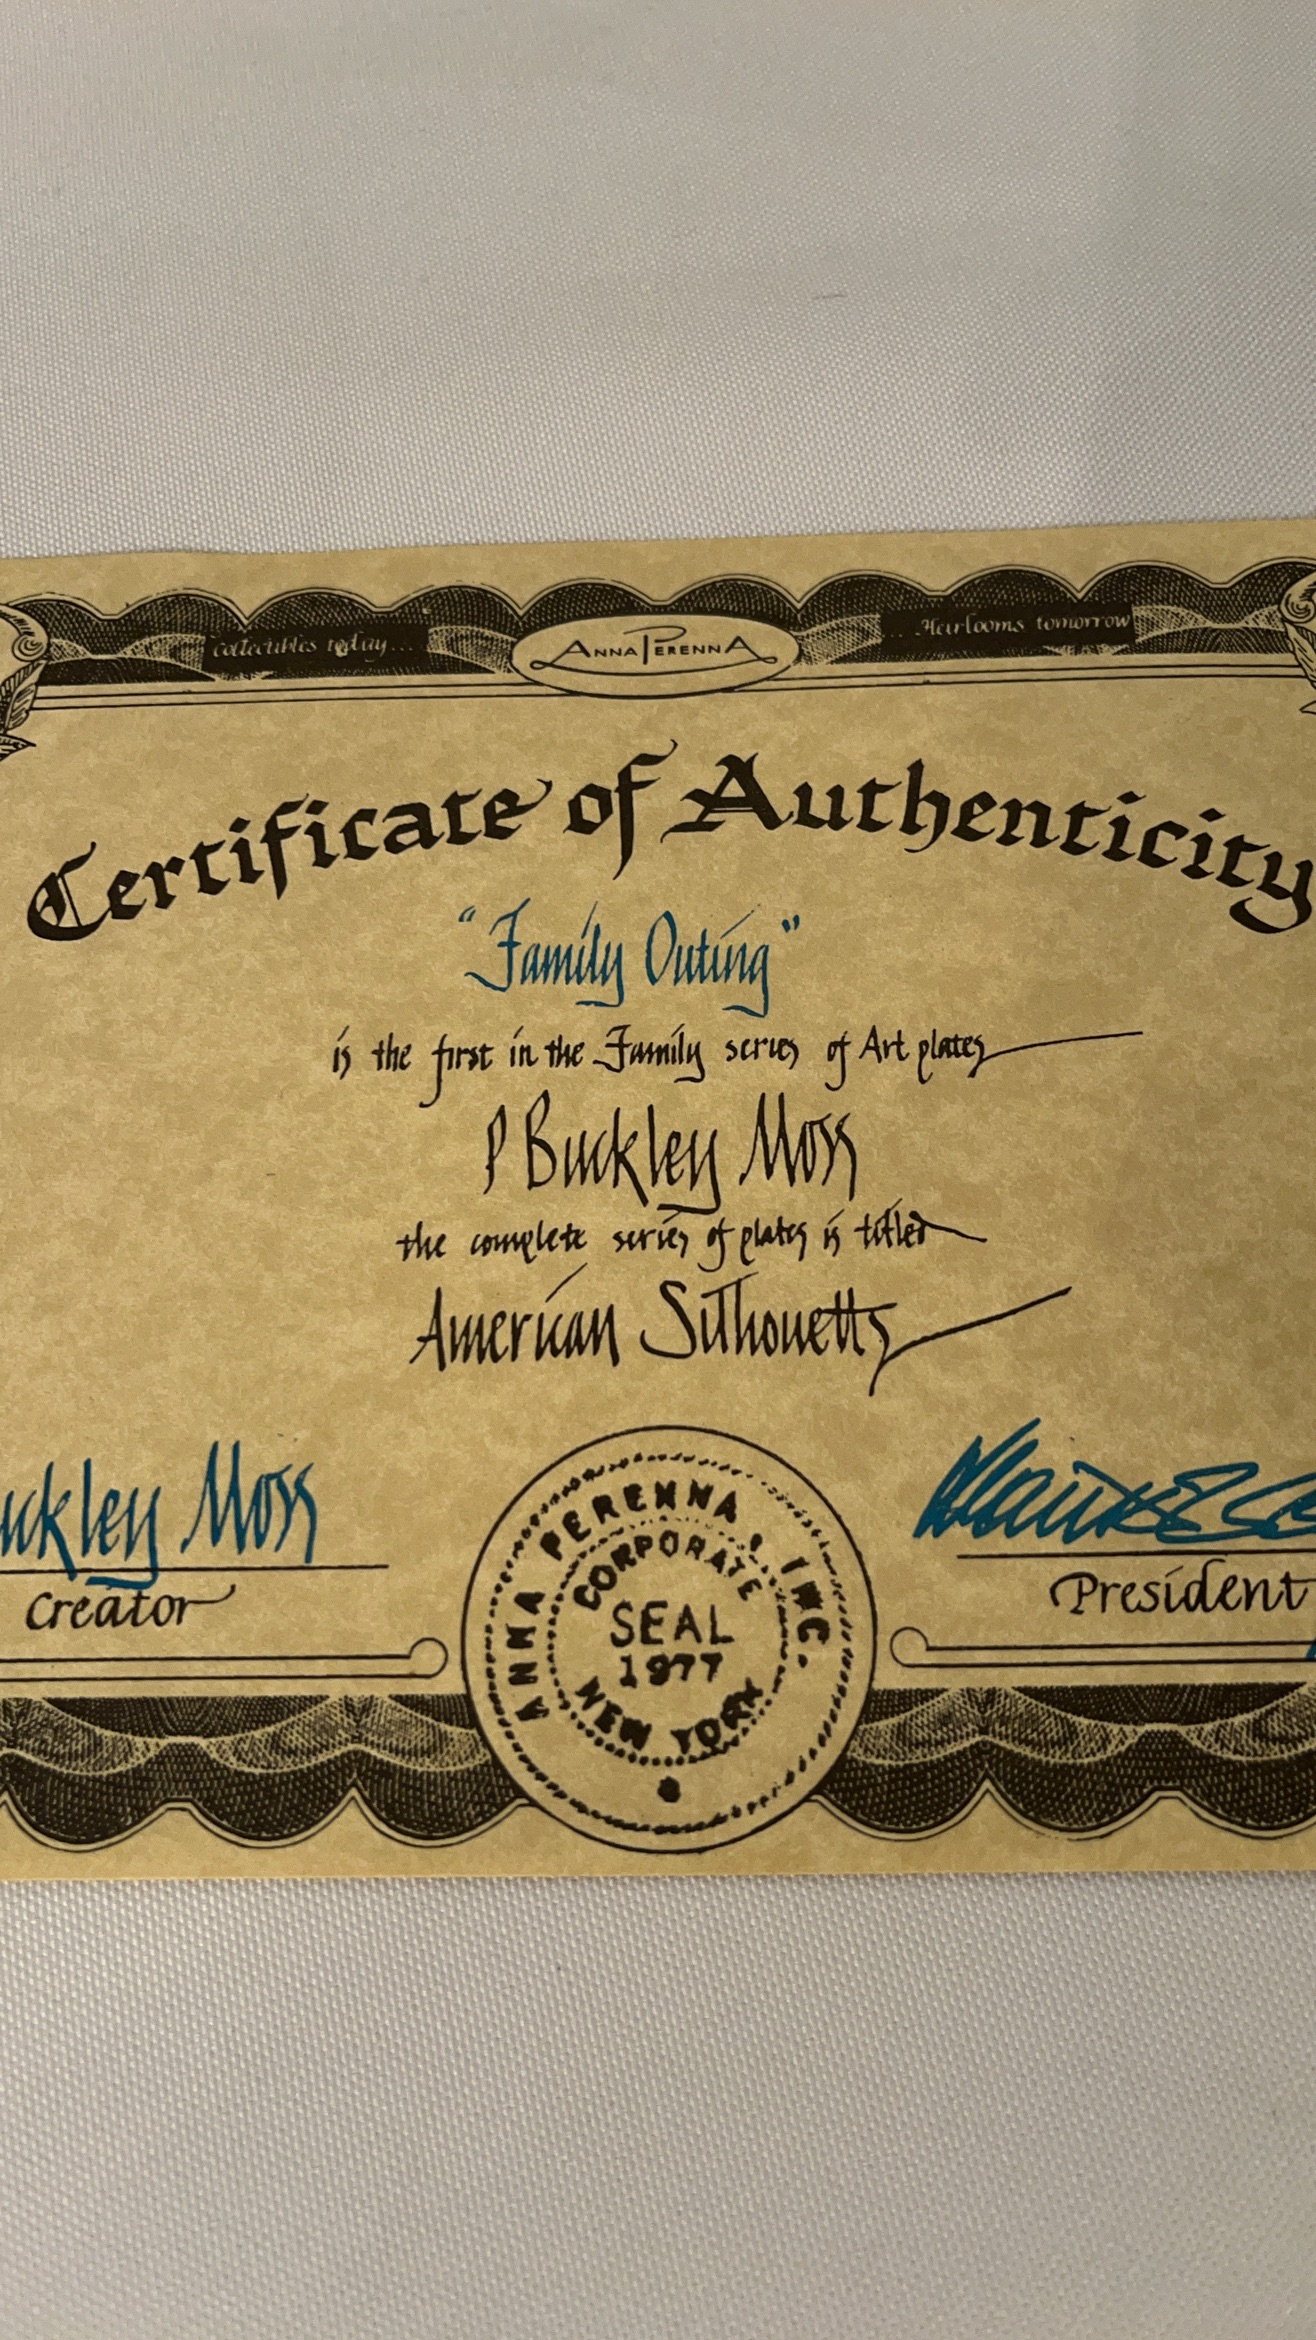 Collectibles today...
ANNA PERENNA
...Heirlooms tomorrow
Certificate of Authenticity
"Family Outing"
is the first in the Family series of Art plates
P Buckley Moss
the complete series of plates is titled
American Silhouettes
uckley Moss
Creator
President
ANNA PERENNA, INC.
CORPORATE
SEAL
1977
NEW YORK